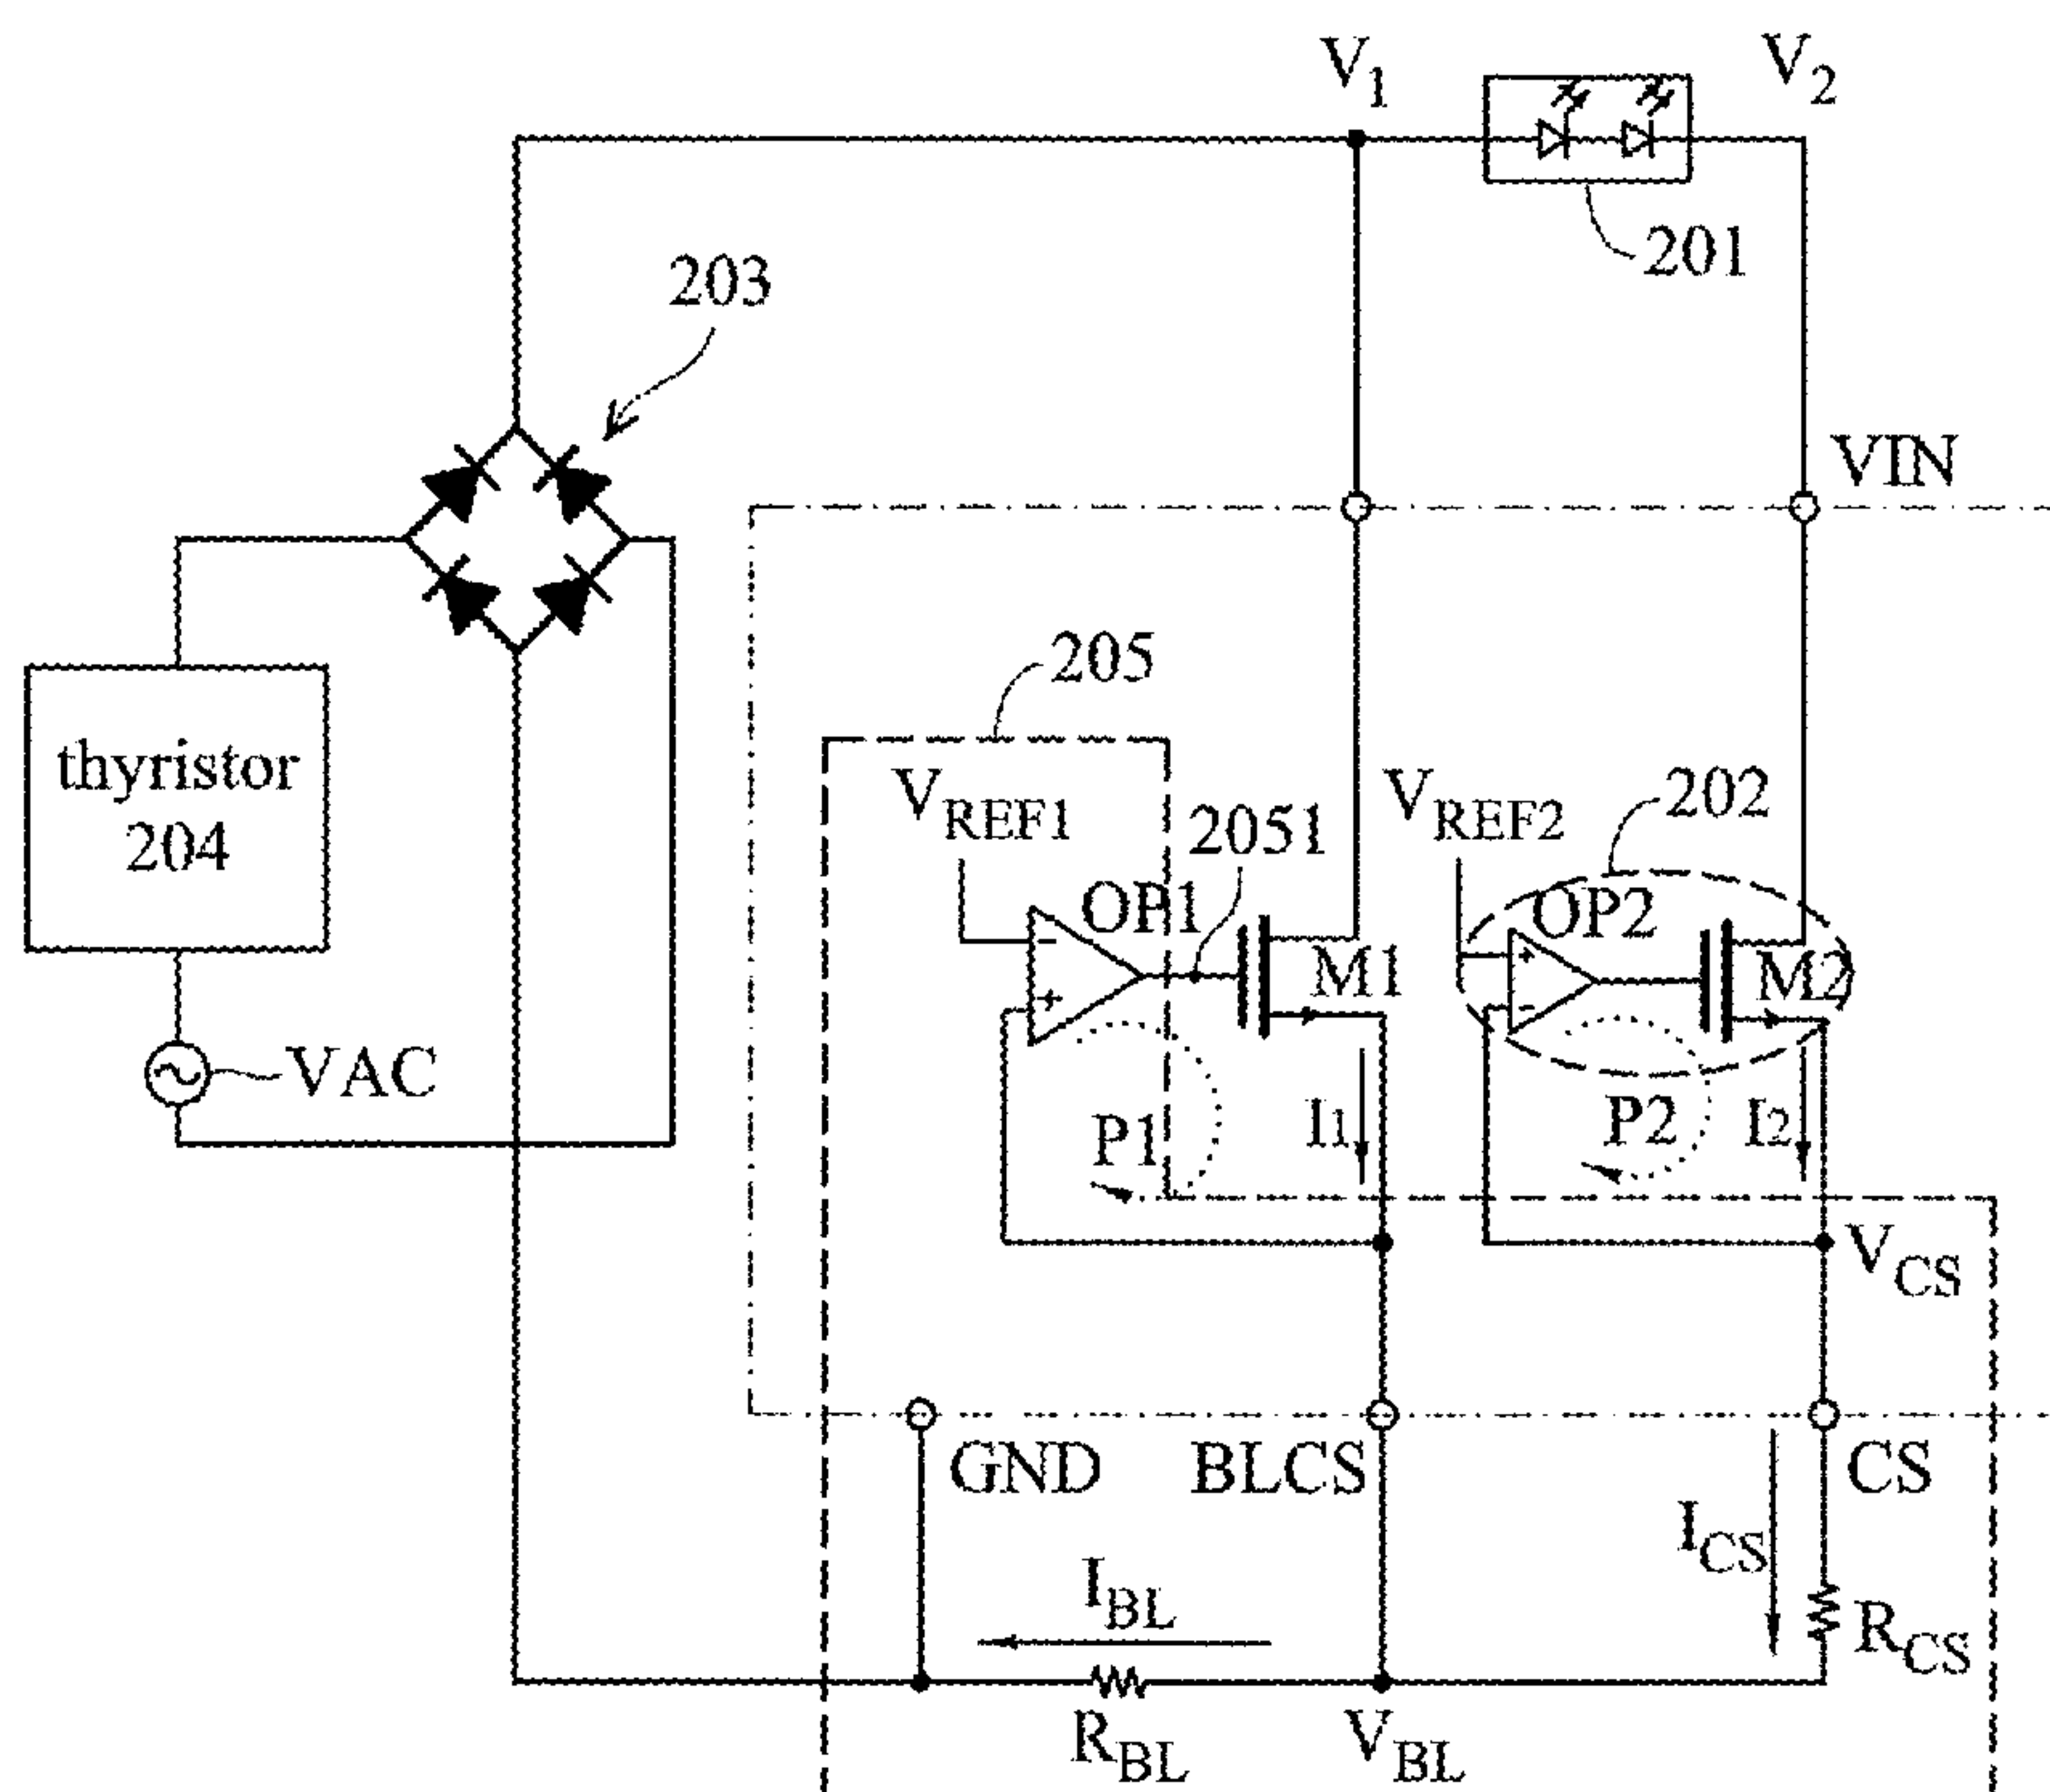 V1
V2
201
203
VIN
thyristor
204
205
VREF1
2051
VREF2
202
OP1
OP2
M1
M2
VAC
P1
I1
P2
I2
VCS
GND
BLCS
CS
ICS
IBL
RCS
RBL
VBL